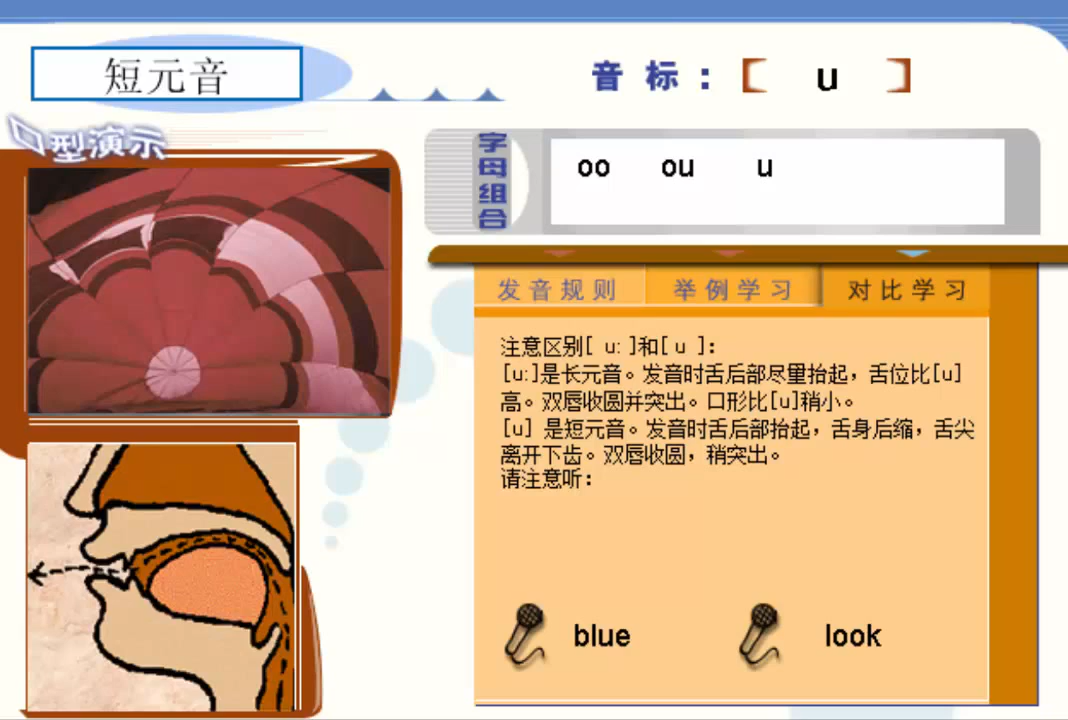 短元音
音 标 : [ u ]
口型演示
字母组合
oo ou u
发音规则 举例学习 对比学习
注意区别[ u: ]和[ u ]:
[u:]是长元音。发音时舌后部尽量抬起，舌位比[u]
高。双唇收圆并突出。口形比[u]稍小。
[u] 是短元音。发音时舌后部抬起，舌身后缩，舌尖
离开下齿。双唇收圆，稍突出。
请注意听:
blue look